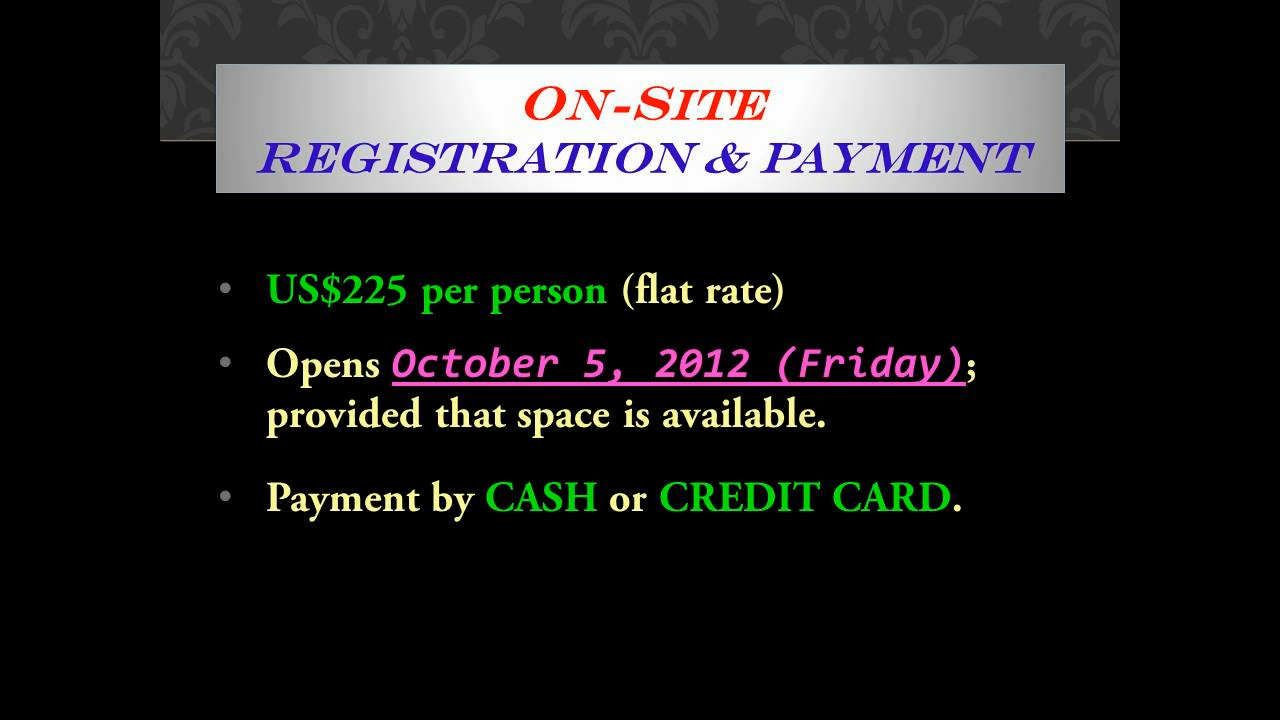 ON-SITE
REGISTRATION & PAYMENT
• US$225 per person (flat rate)
• Opens October 5, 2012 (Friday);
provided that space is available.
• Payment by CASH or CREDIT CARD.